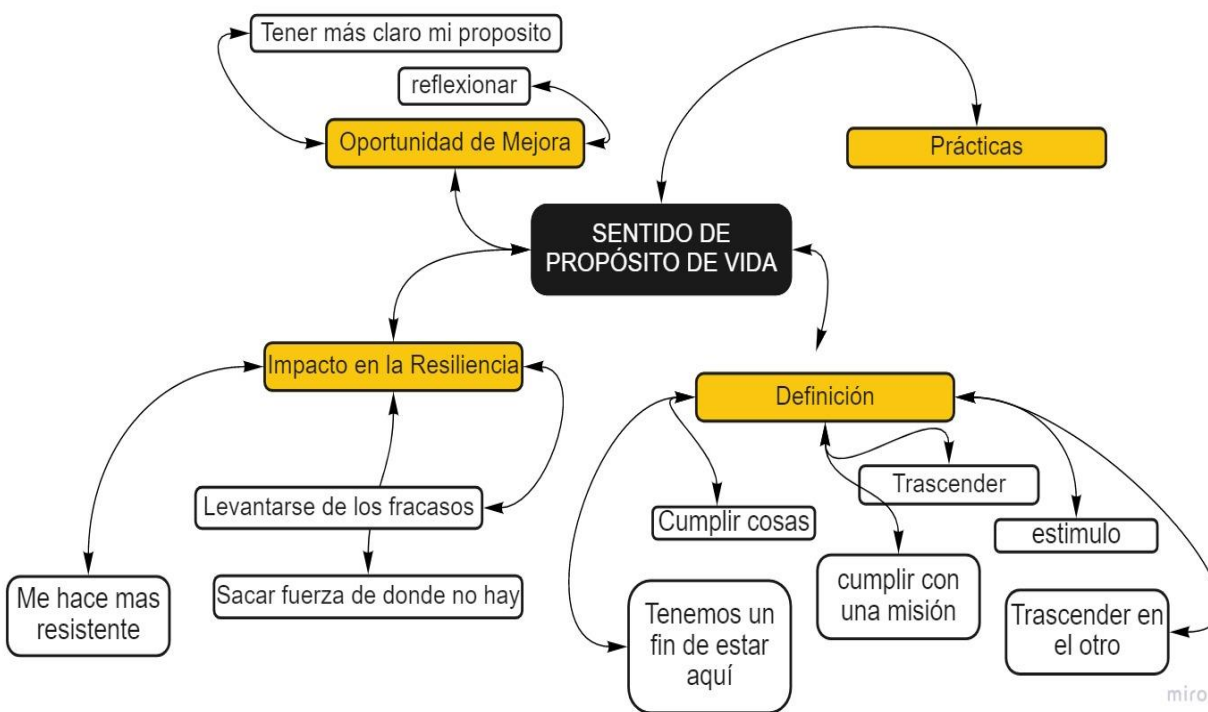 Tener más claro mi proposito
reflexionar
Oportunidad de Mejora
Prácticas
SENTIDO DE
PROPÓSITO DE VIDA
Impacto en la Resiliencia
Definición
Levantarse de los fracasos
Sacar fuerza de donde no hay
Me hace mas
resistente
Cumplir cosas
Trascender
estimulo
Tenemos un
fin de estar
aquí
cumplir con
una misión
Trascender en
el otro
miro